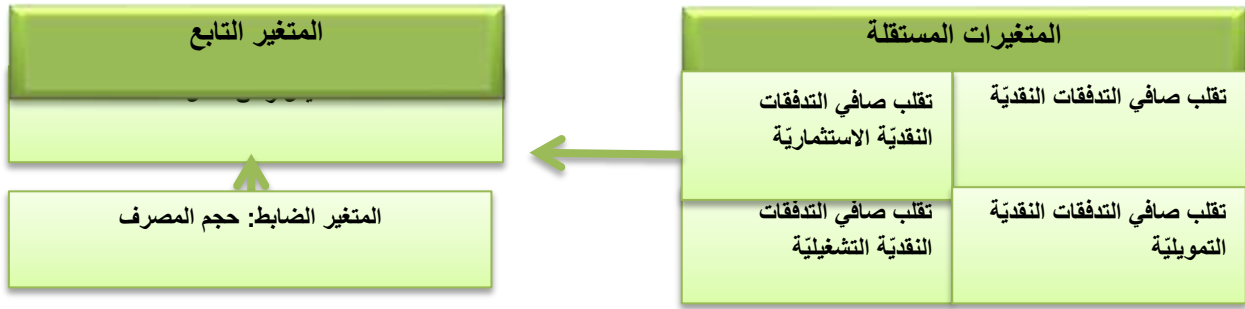 المتغيرات المستقلة
تقلب صافي التدفقات النقديّة
تقلب صافي التدفقات
النقديّة الاستثماريّة
تقلب صافي التدفقات النقديّة
التمويليّة
تقلب صافي التدفقات
النقديّة التشغيليّة
المتغير التابع
المتغير الضابط: حجم المصرف